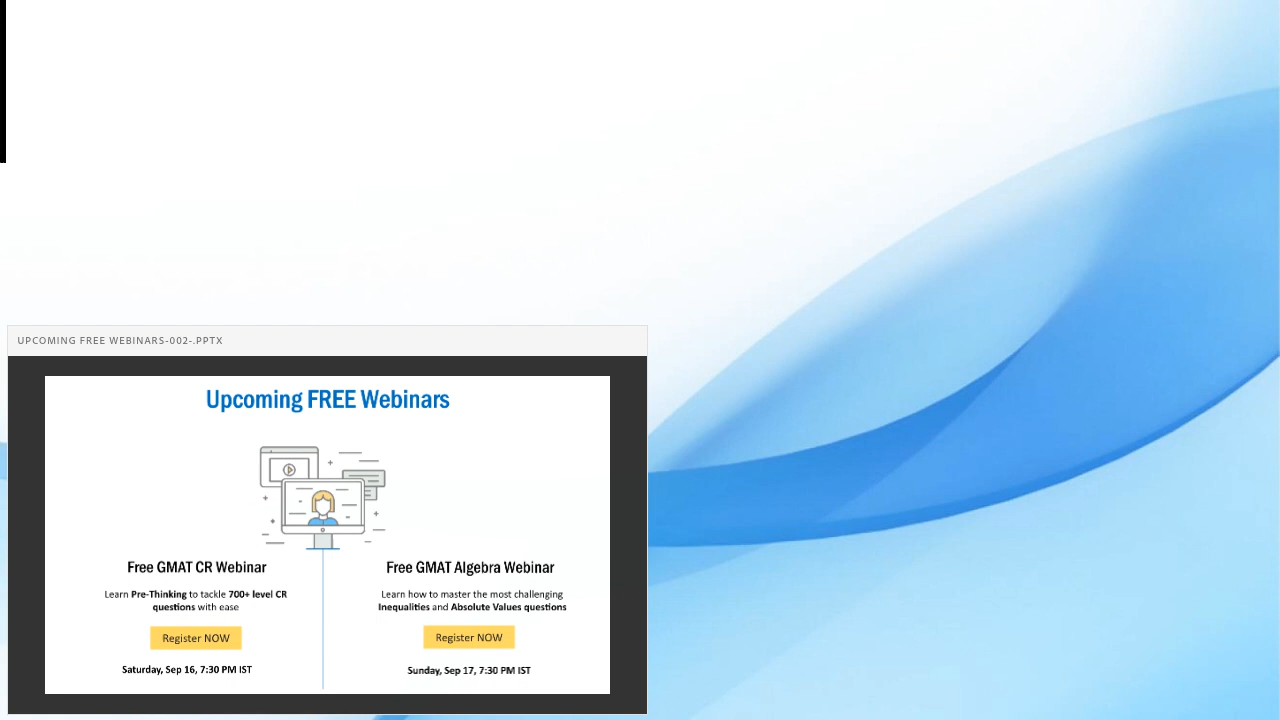 UPCOMING FREE WEBINARS-002-.PPTX
Upcoming FREE Webinars
Free GMAT CR Webinar
Learn Pre-Thinking to tackle 700+ level CR
questions with ease
Register NOW
Saturday, Sep 16, 7:30 PM IST
Free GMAT Algebra Webinar
Learn how to master the most challenging
Inequalities and Absolute Values questions
Register NOW
Sunday, Sep 17, 7:30 PM IST